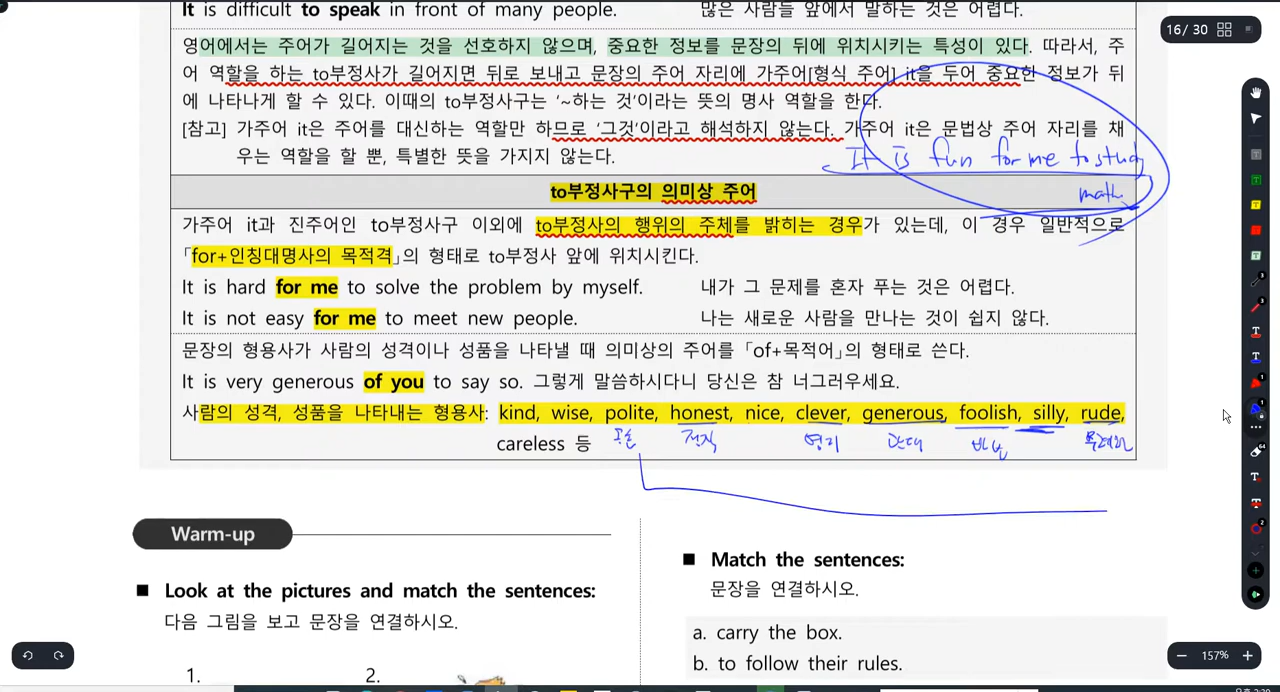 It is difficult to speak in front of many people. 많은 사람들 앞에서 말하는 것은 어렵다.
16 / 30
영어에서는 주어가 길어지는 것을 선호하지 않으며, 중요한 정보를 문장의 뒤에 위치시키는 특성이 있다. 따라서, 주
어 역할을 하는 to부정사가 길어지면 뒤로 보내고 문장의 주어 자리에 가주어[형식 주어] it을 두어 중요한 정보가 뒤
에 나타나게 할 수 있다. 이때의 to부정사구는 '~하는 것'이라는 뜻의 명사 역할을 한다.
[참고] 가주어 it은 주어를 대신하는 역할만 하므로 '그것'이라고 해석하지 않는다. 가주어 it은 문법상 주어 자리를 채
우는 역할을 할 뿐, 특별한 뜻을 가지지 않는다.
It is fun for me to study
math.
to부정사구의 의미상 주어
가주어 it과 진주어인 to부정사구 이외에 to부정사의 행위의 주체를 밝히는 경우가 있는데, 이 경우 일반적으로
「for+인칭대명사의 목적격」의 형태로 to부정사 앞에 위치시킨다.
It is hard for me to solve the problem by myself. 내가 그 문제를 혼자 푸는 것은 어렵다.
It is not easy for me to meet new people. 나는 새로운 사람을 만나는 것이 쉽지 않다.
문장의 형용사가 사람의 성격이나 성품을 나타낼 때 의미상의 주어를 「of+목적어」의 형태로 쓴다.
It is very generous of you to say so. 그렇게 말씀하시다니 당신은 참 너그러우세요.
사람의 성격, 성품을 나타내는 형용사: kind, wise, polite, honest, nice, clever, generous, foolish, silly, rude,
careless 등
정직 영리 관대
Warm-up
■ Look at the pictures and match the sentences:
다음 그림을 보고 문장을 연결하시오.
1. 2.
■ Match the sentences:
문장을 연결하시오.
a. carry the box.
b. to follow their rules.
157%